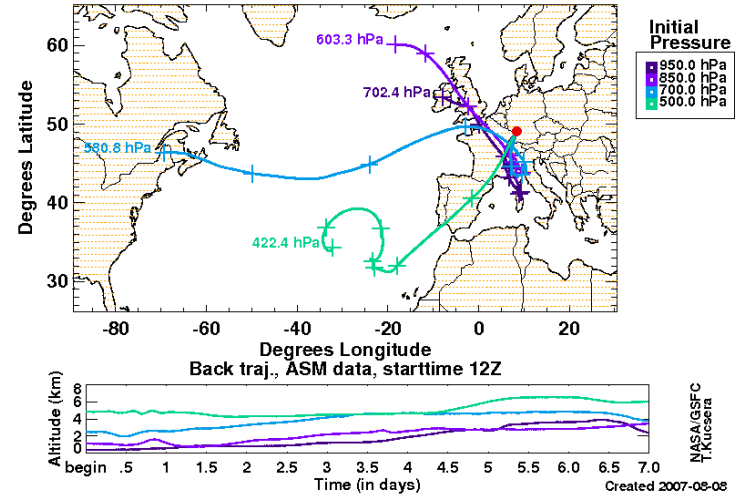 60
50
40
30
Degrees Latitude
603.3 hPa
702.4 hPa
580.8 hPa
422.4 hPa
-80
-60
-40
-20
0
20
Degrees Longitude
Initial
Pressure
950.0 hPa
850.0 hPa
700.0 hPa
500.0 hPa
Back traj., ASM data, starttime 12Z
8
6
4
2
0
Altitude (km)
begin .5 1 1.5 2 2.5 3 3.5 4 4.5 5 5.5 6.0 6.5 7.0
Time (in days)
NASA/GSFC
T.Kucsera
Created 2007-08-08